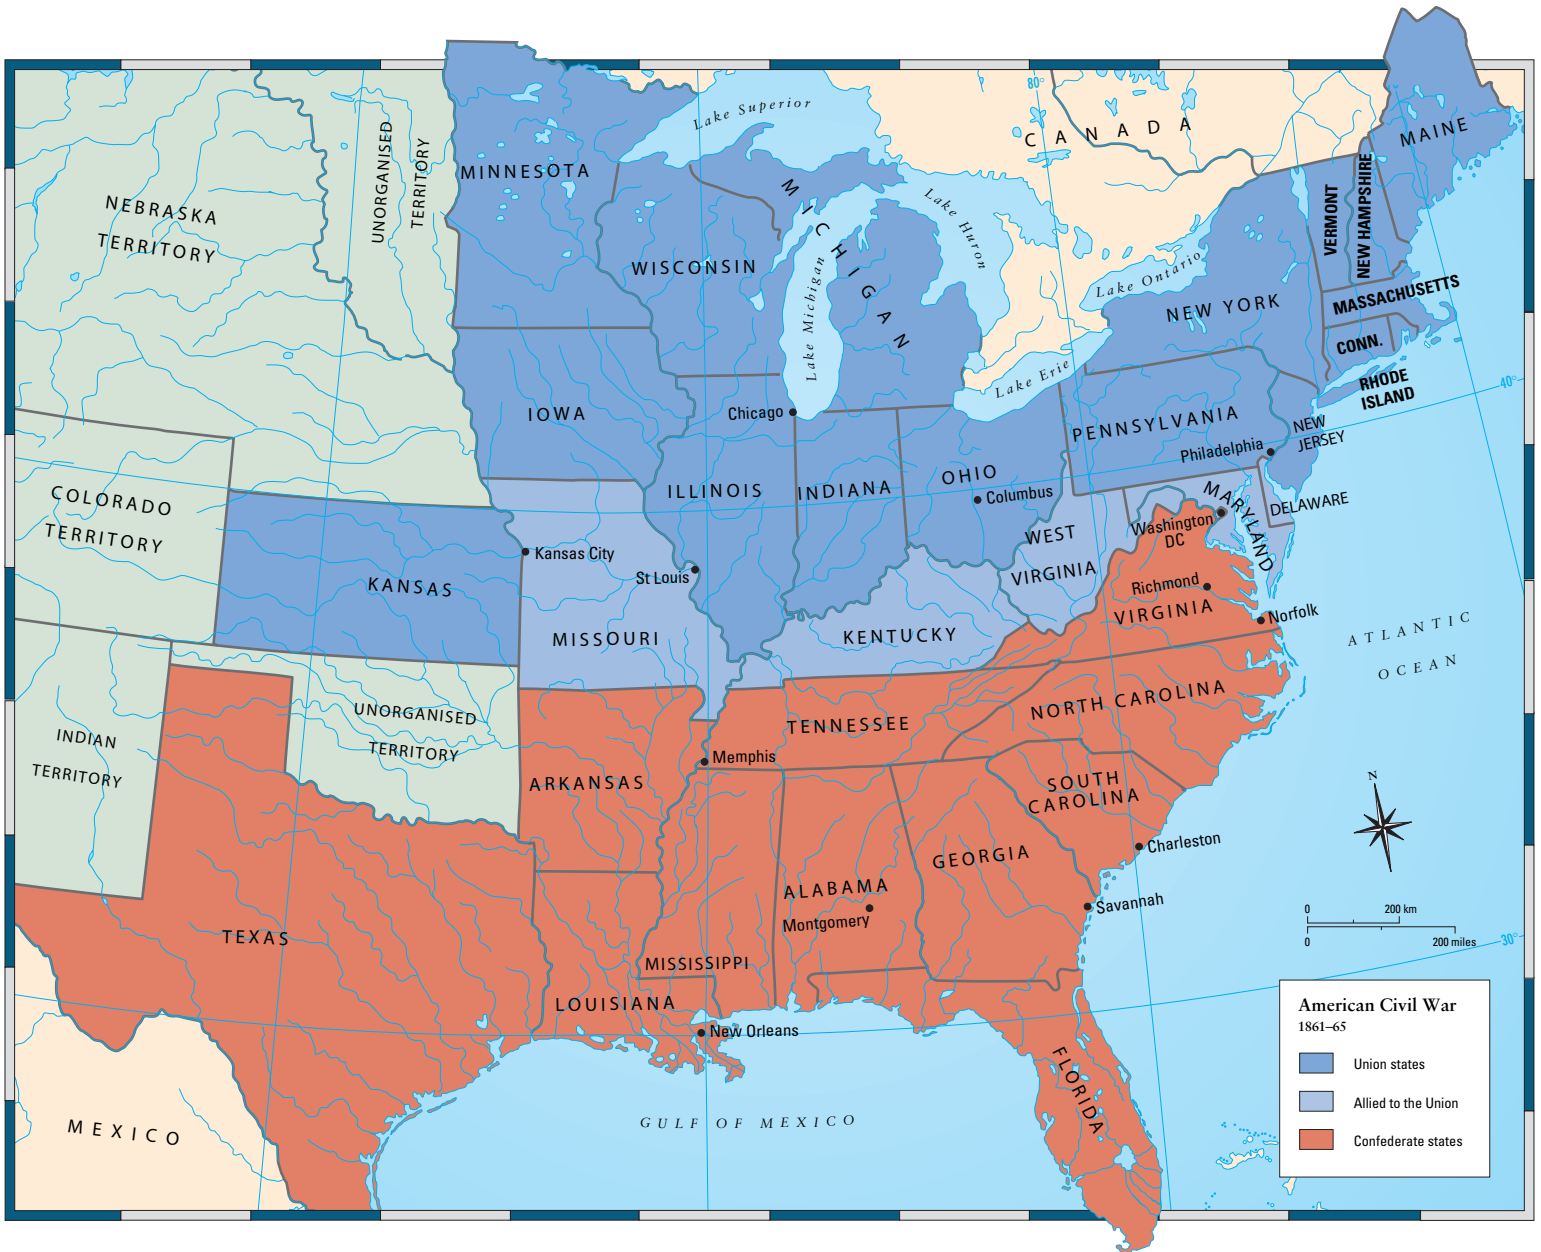 80°
CANADA
MAINE
Lake Superior
UNORGANISED
TERRITORY
MINNESOTA
NEBRASKA
TERRITORY
MICHIGAN
Lake Huron
VERMONT
NEW HAMPSHIRE
WISCONSIN
Lake Michigan
Lake Ontario
NEW YORK
MASSACHUSETTS
CONN.
RHODE
ISLAND
Lake Erie
40°
IOWA
Chicago
PENNSYLVANIA
Philadelphia
NEW
JERSEY
COLORADO
TERRITORY
ILLINOIS
INDIANA
OHIO
Columbus
MARYLAND
DELAWARE
Washington
DC
WEST
VIRGINIA
Kansas City
St Louis
KANSAS
Richmond
VIRGINIA
Norfolk
MISSOURI
KENTUCKY
ATLANTIC
OCEAN
UNORGANISED
TERRITORY
INDIAN
TERRITORY
TENNESSEE
NORTH CAROLINA
Memphis
ARKANSAS
SOUTH
CAROLINA
N
Charleston
GEORGIA
ALABAMA
Montgomery
Savannah
0
200 km
0
200 miles
30°
TEXAS
MISSISSIPPI
LOUISIANA
New Orleans
FLORIDA
MEXICO
GULF OF MEXICO
American Civil War
1861–65
Union states
Allied to the Union
Confederate states